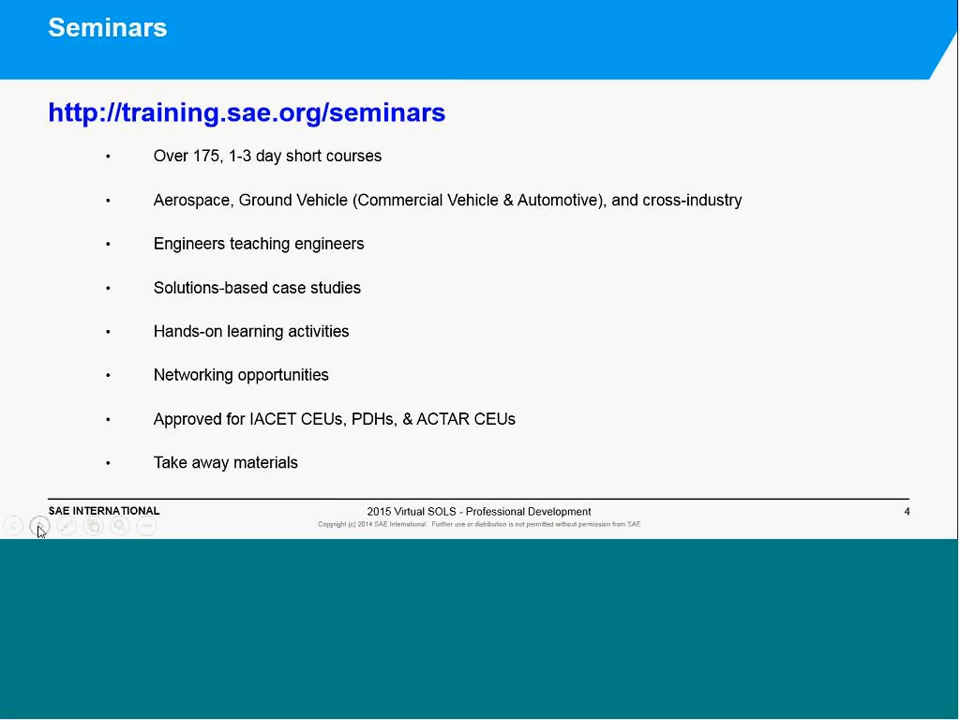 Seminars
http://training.sae.org/seminars
• Over 175, 1-3 day short courses
• Aerospace, Ground Vehicle (Commercial Vehicle & Automotive), and cross-industry
• Engineers teaching engineers
• Solutions-based case studies
• Hands-on learning activities
• Networking opportunities
• Approved for IACET CEUs, PDHs, & ACTAR CEUs
• Take away materials
SAE INTERNATIONAL
2015 Virtual SOLS - Professional Development
4
Copyright (c) 2014 SAE International. Further use or distribution is not permitted without permission from SAE